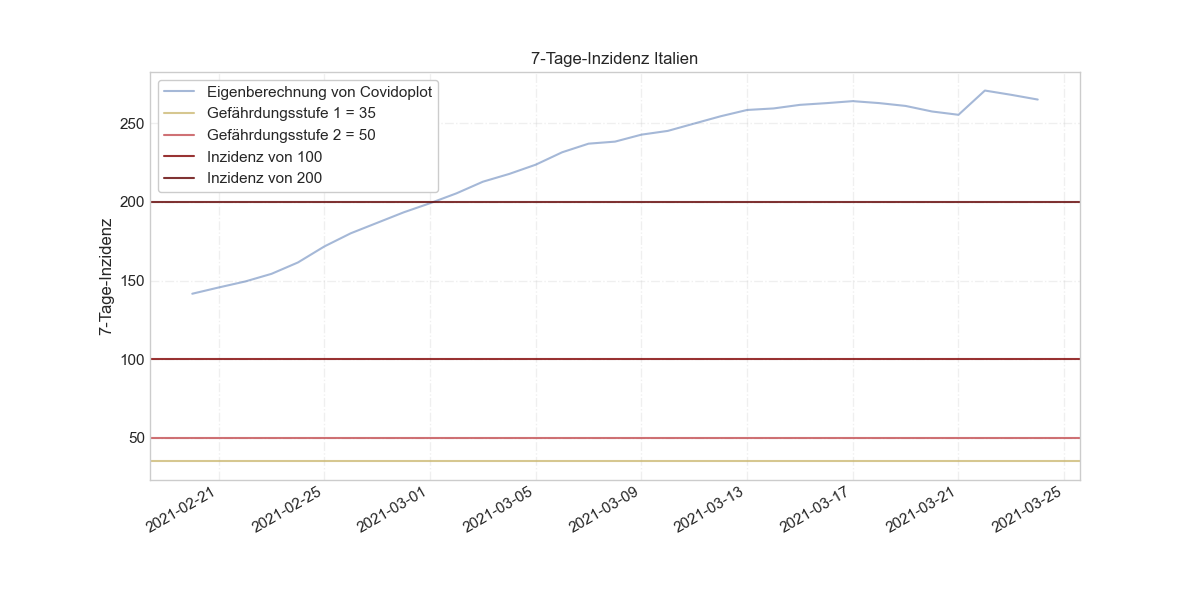 7-Tage-Inzidenz Italien
Eigenberechnung von Covidoplot
Gefährdungsstufe 1 = 35
Gefährdungsstufe 2 = 50
Inzidenz von 100
Inzidenz von 200
7-Tage-Inzidenz
250
200
150
100
50
2021-02-21
2021-02-25
2021-03-01
2021-03-05
2021-03-09
2021-03-13
2021-03-17
2021-03-21
2021-03-25